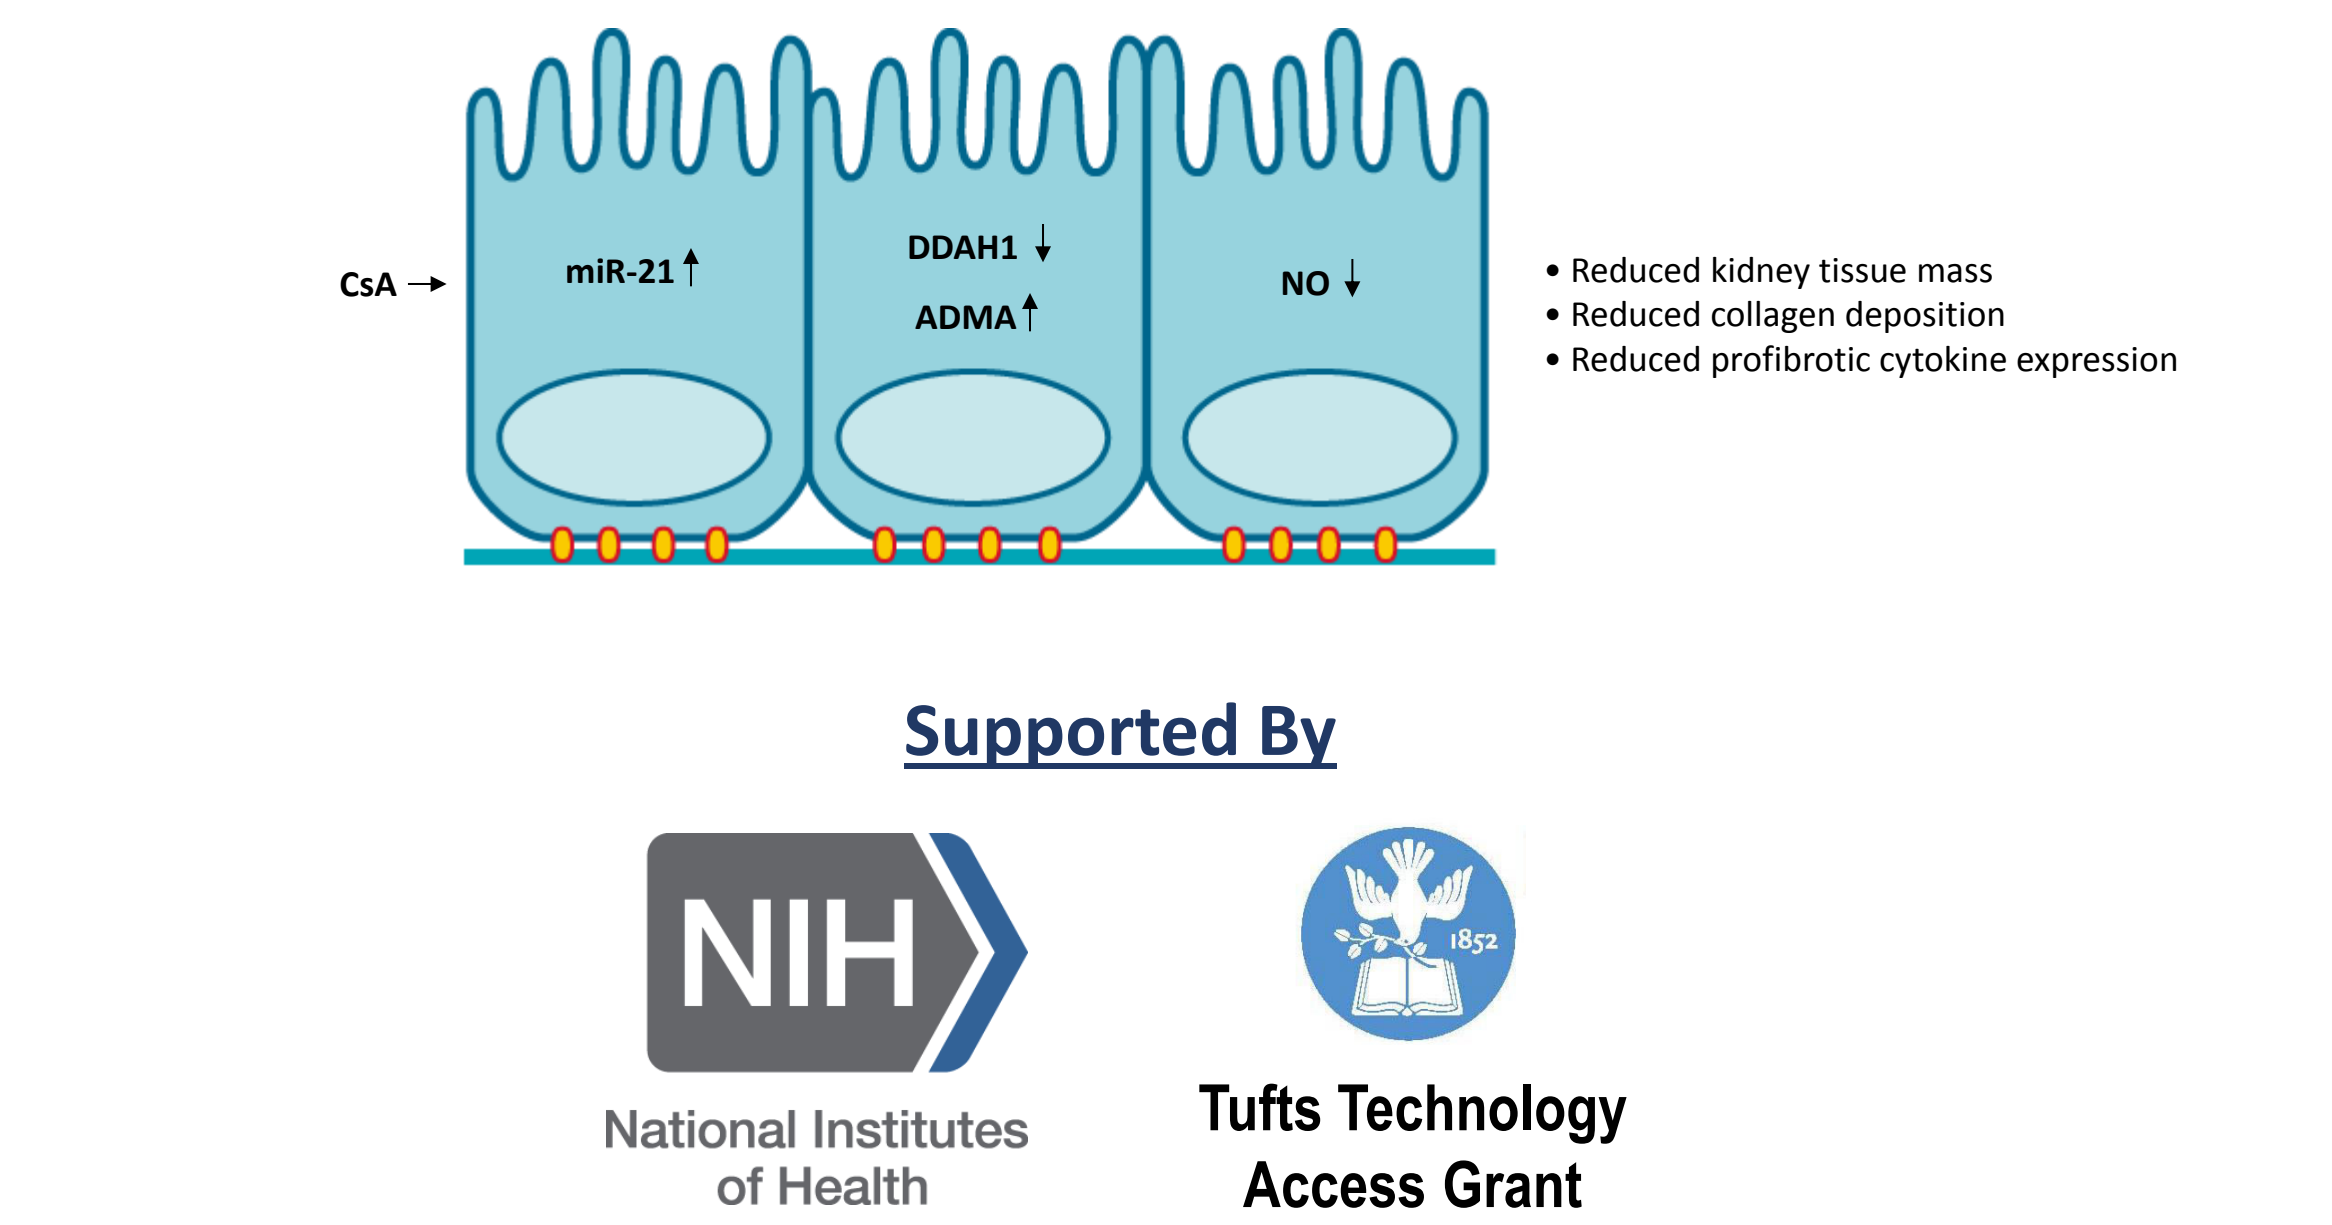 CsA →
miR-21 ↑
DDAH1 ↓
ADMA ↑
NO ↓
• Reduced kidney tissue mass
• Reduced collagen deposition
• Reduced profibrotic cytokine expression
Supported By
NIH
National Institutes
of Health
1852
Tufts Technology
Access Grant